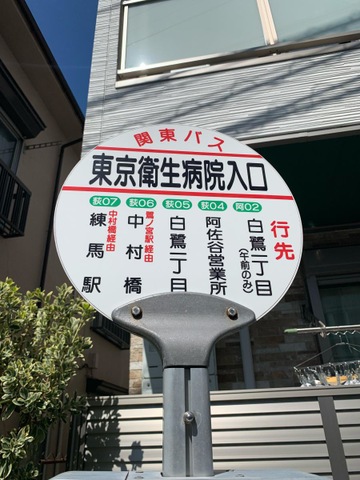 関東バス
東京衛生病院入口
行先
阿02
白鷺一丁目
(午前のみ)
荻04
阿佐谷営業所
荻05
白鷺一丁目
荻06
鷺ノ宮駅経由
中村橋
荻07
中村橋経由
練馬駅